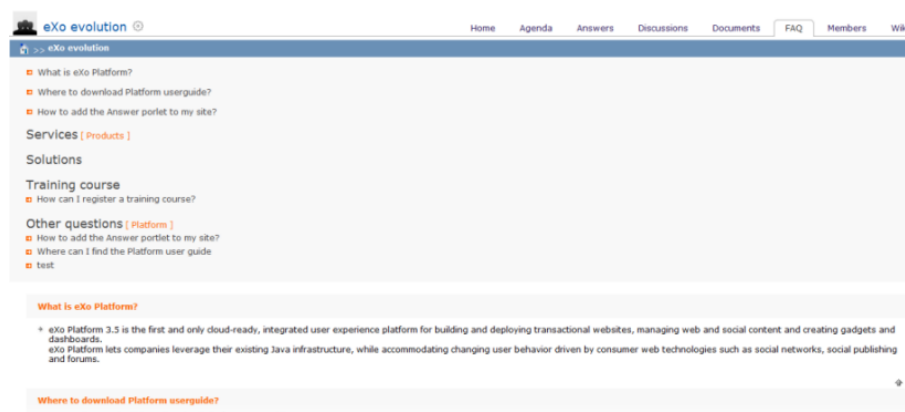 eXo evolution
Home Agenda Answers Discussions Documents FAQ Members Wik
>> eXo evolution
What is eXo Platform?
Where to download Platform userguide?
How to add the Answer porlet to my site?
Services [ Products ]
Solutions
Training course
How can I register a training course?
Other questions [ Platform ]
How to add the Answer portlet to my site?
Where can I find the Platform user guide
test
What is eXo Platform?
eXo Platform 3.5 is the first and only cloud-ready, integrated user experience platform for building and deploying transactional websites, managing web and social content and creating gadgets and
dashboards.
eXo Platform lets companies leverage their existing Java infrastructure, while accommodating changing user behavior driven by consumer web technologies such as social networks, social publishing
and forums.
Where to download Platform userguide?